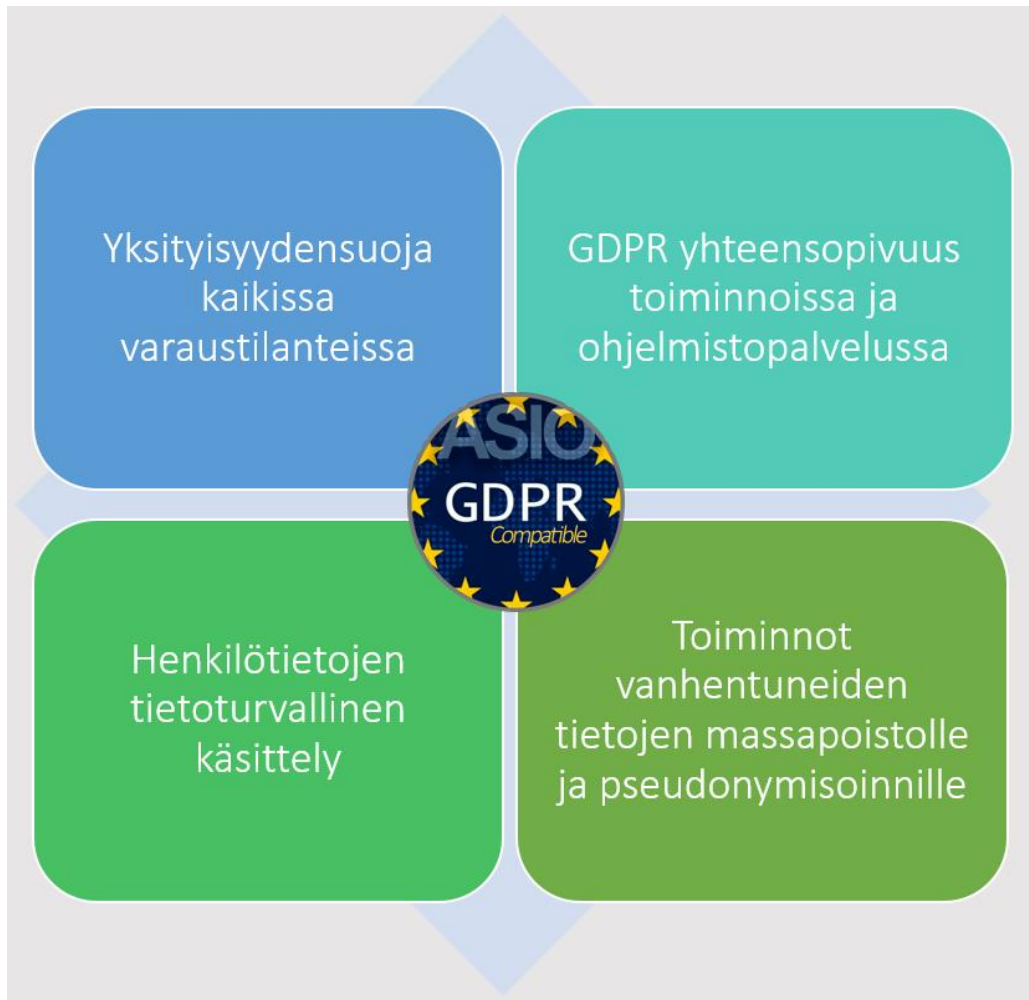 Yksityisyydensuoja
kaikissa
varaustilanteissa
GDPR yhteensopivuus
toiminnoissa ja
ohjelmistopalvelussa
ASIO
GDPR
Compatible
Henkilötietojen
tietoturvallinen
käsittely
Toiminnot
vanhentuneiden
tietojen massapoistolle
ja pseudonymisoinnille